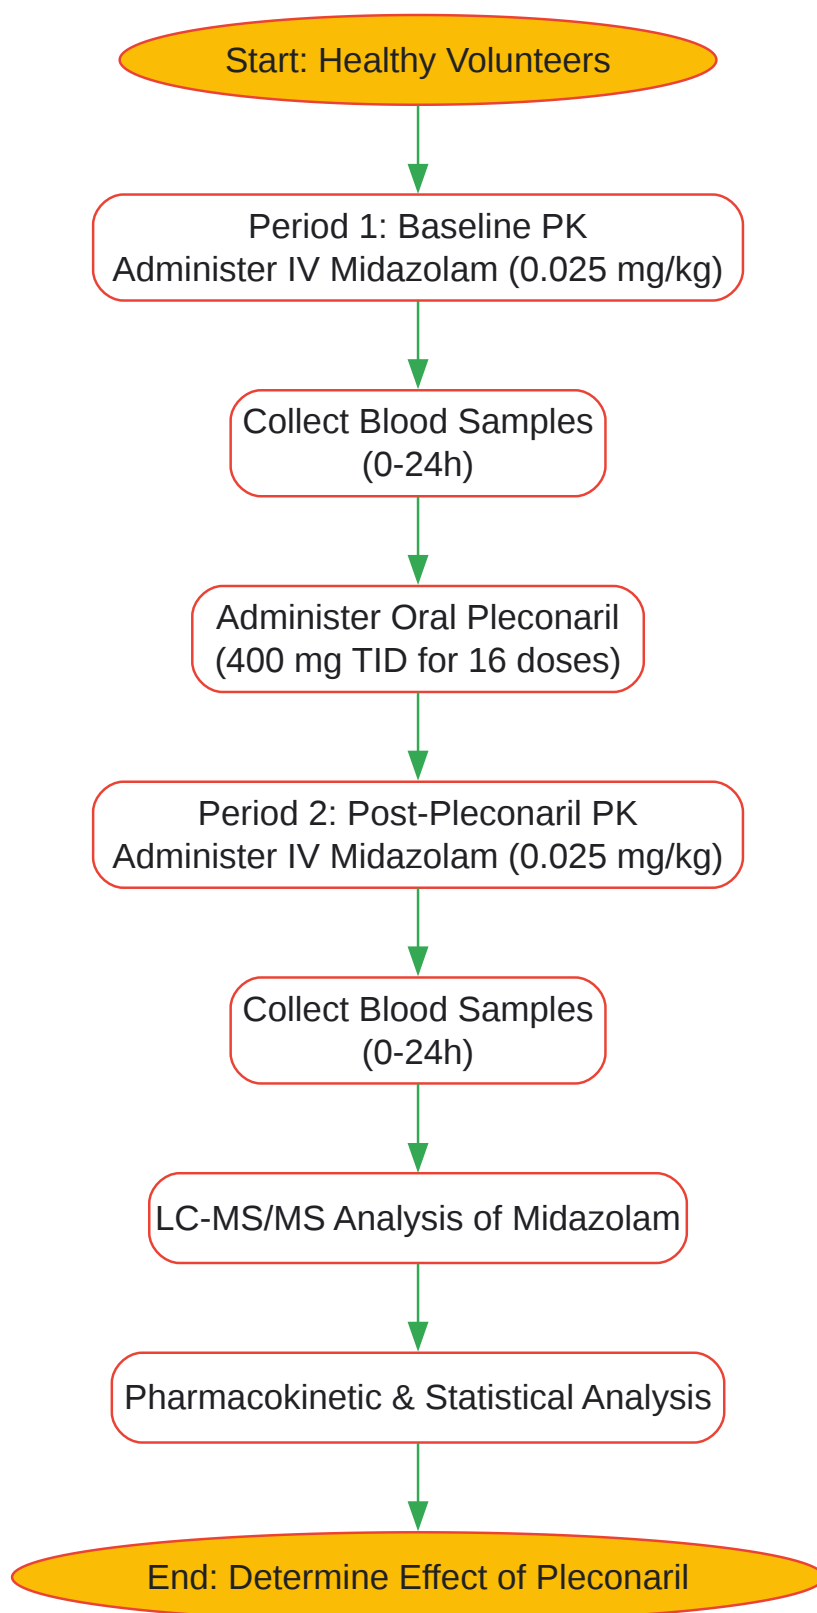 Start: Healthy Volunteers
Period 1: Baseline PK
Administer IV Midazolam (0.025 mg/kg)
Collect Blood Samples
(0-24h)
Administer Oral Pleconaril
(400 mg TID for 16 doses)
Period 2: Post-Pleconaril PK
Administer IV Midazolam (0.025 mg/kg)
Collect Blood Samples
(0-24h)
LC-MS/MS Analysis of Midazolam
Pharmacokinetic & Statistical Analysis
End: Determine Effect of Pleconaril